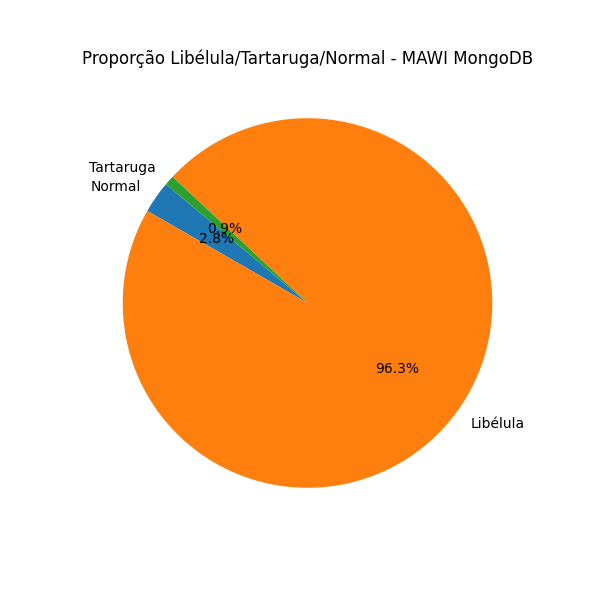 Proporção Libélula/Tartaruga/Normal - MAWI MongoDB
Tartaruga
Normal
0.9%
2.8%
96.3%
Libélula